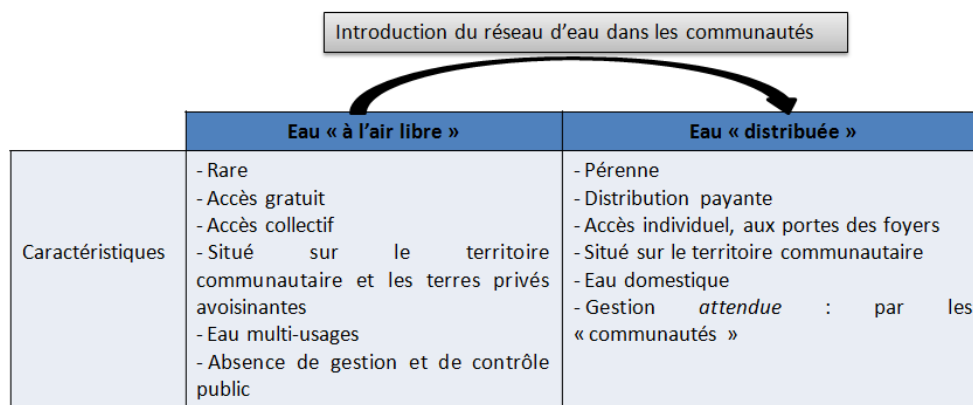 Introduction du réseau d'eau dans les communautés
Eau « à l'air libre »
Eau « distribuée »
Caractéristiques
- Rare
- Accès gratuit
- Accès collectif
- Situé sur le territoire
communautaire et les terres privés
avoisinantes
- Eau multi-usages
- Absence de gestion et de contrôle
public
- Pérenne
- Distribution payante
- Accès individuel, aux portes des foyers
- Situé sur le territoire communautaire
- Eau domestique
- Gestion attendue : par les
« communautés »